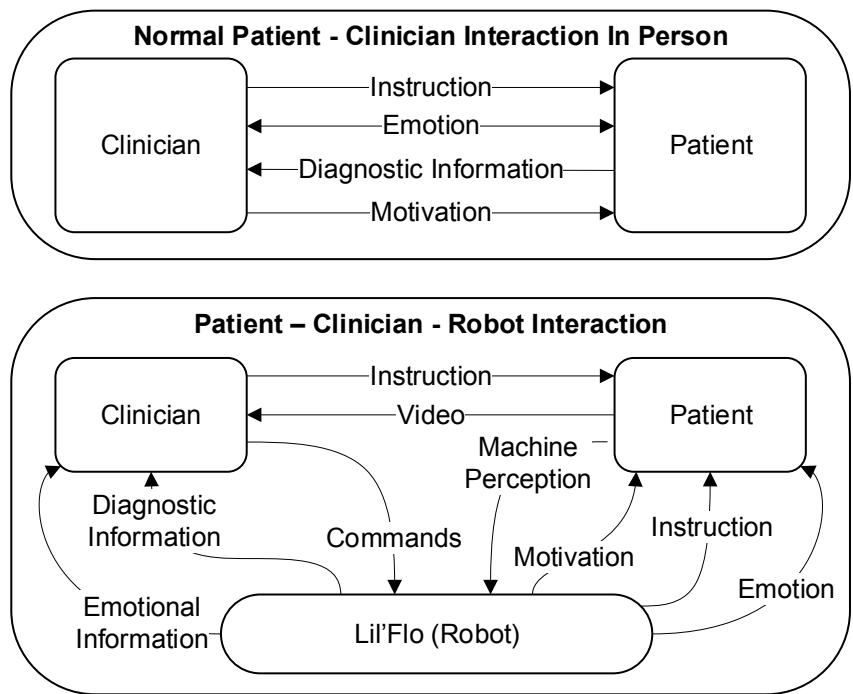 Normal Patient - Clinician Interaction In Person
Clinician
Instruction
Emotion
Diagnostic Information
Motivation
Patient
Patient – Clinician - Robot Interaction
Clinician
Instruction
Video
Patient
Machine
Perception
Diagnostic
Information
Commands
Motivation
Instruction
Emotional
Information
Emotion
Lil’Flo (Robot)